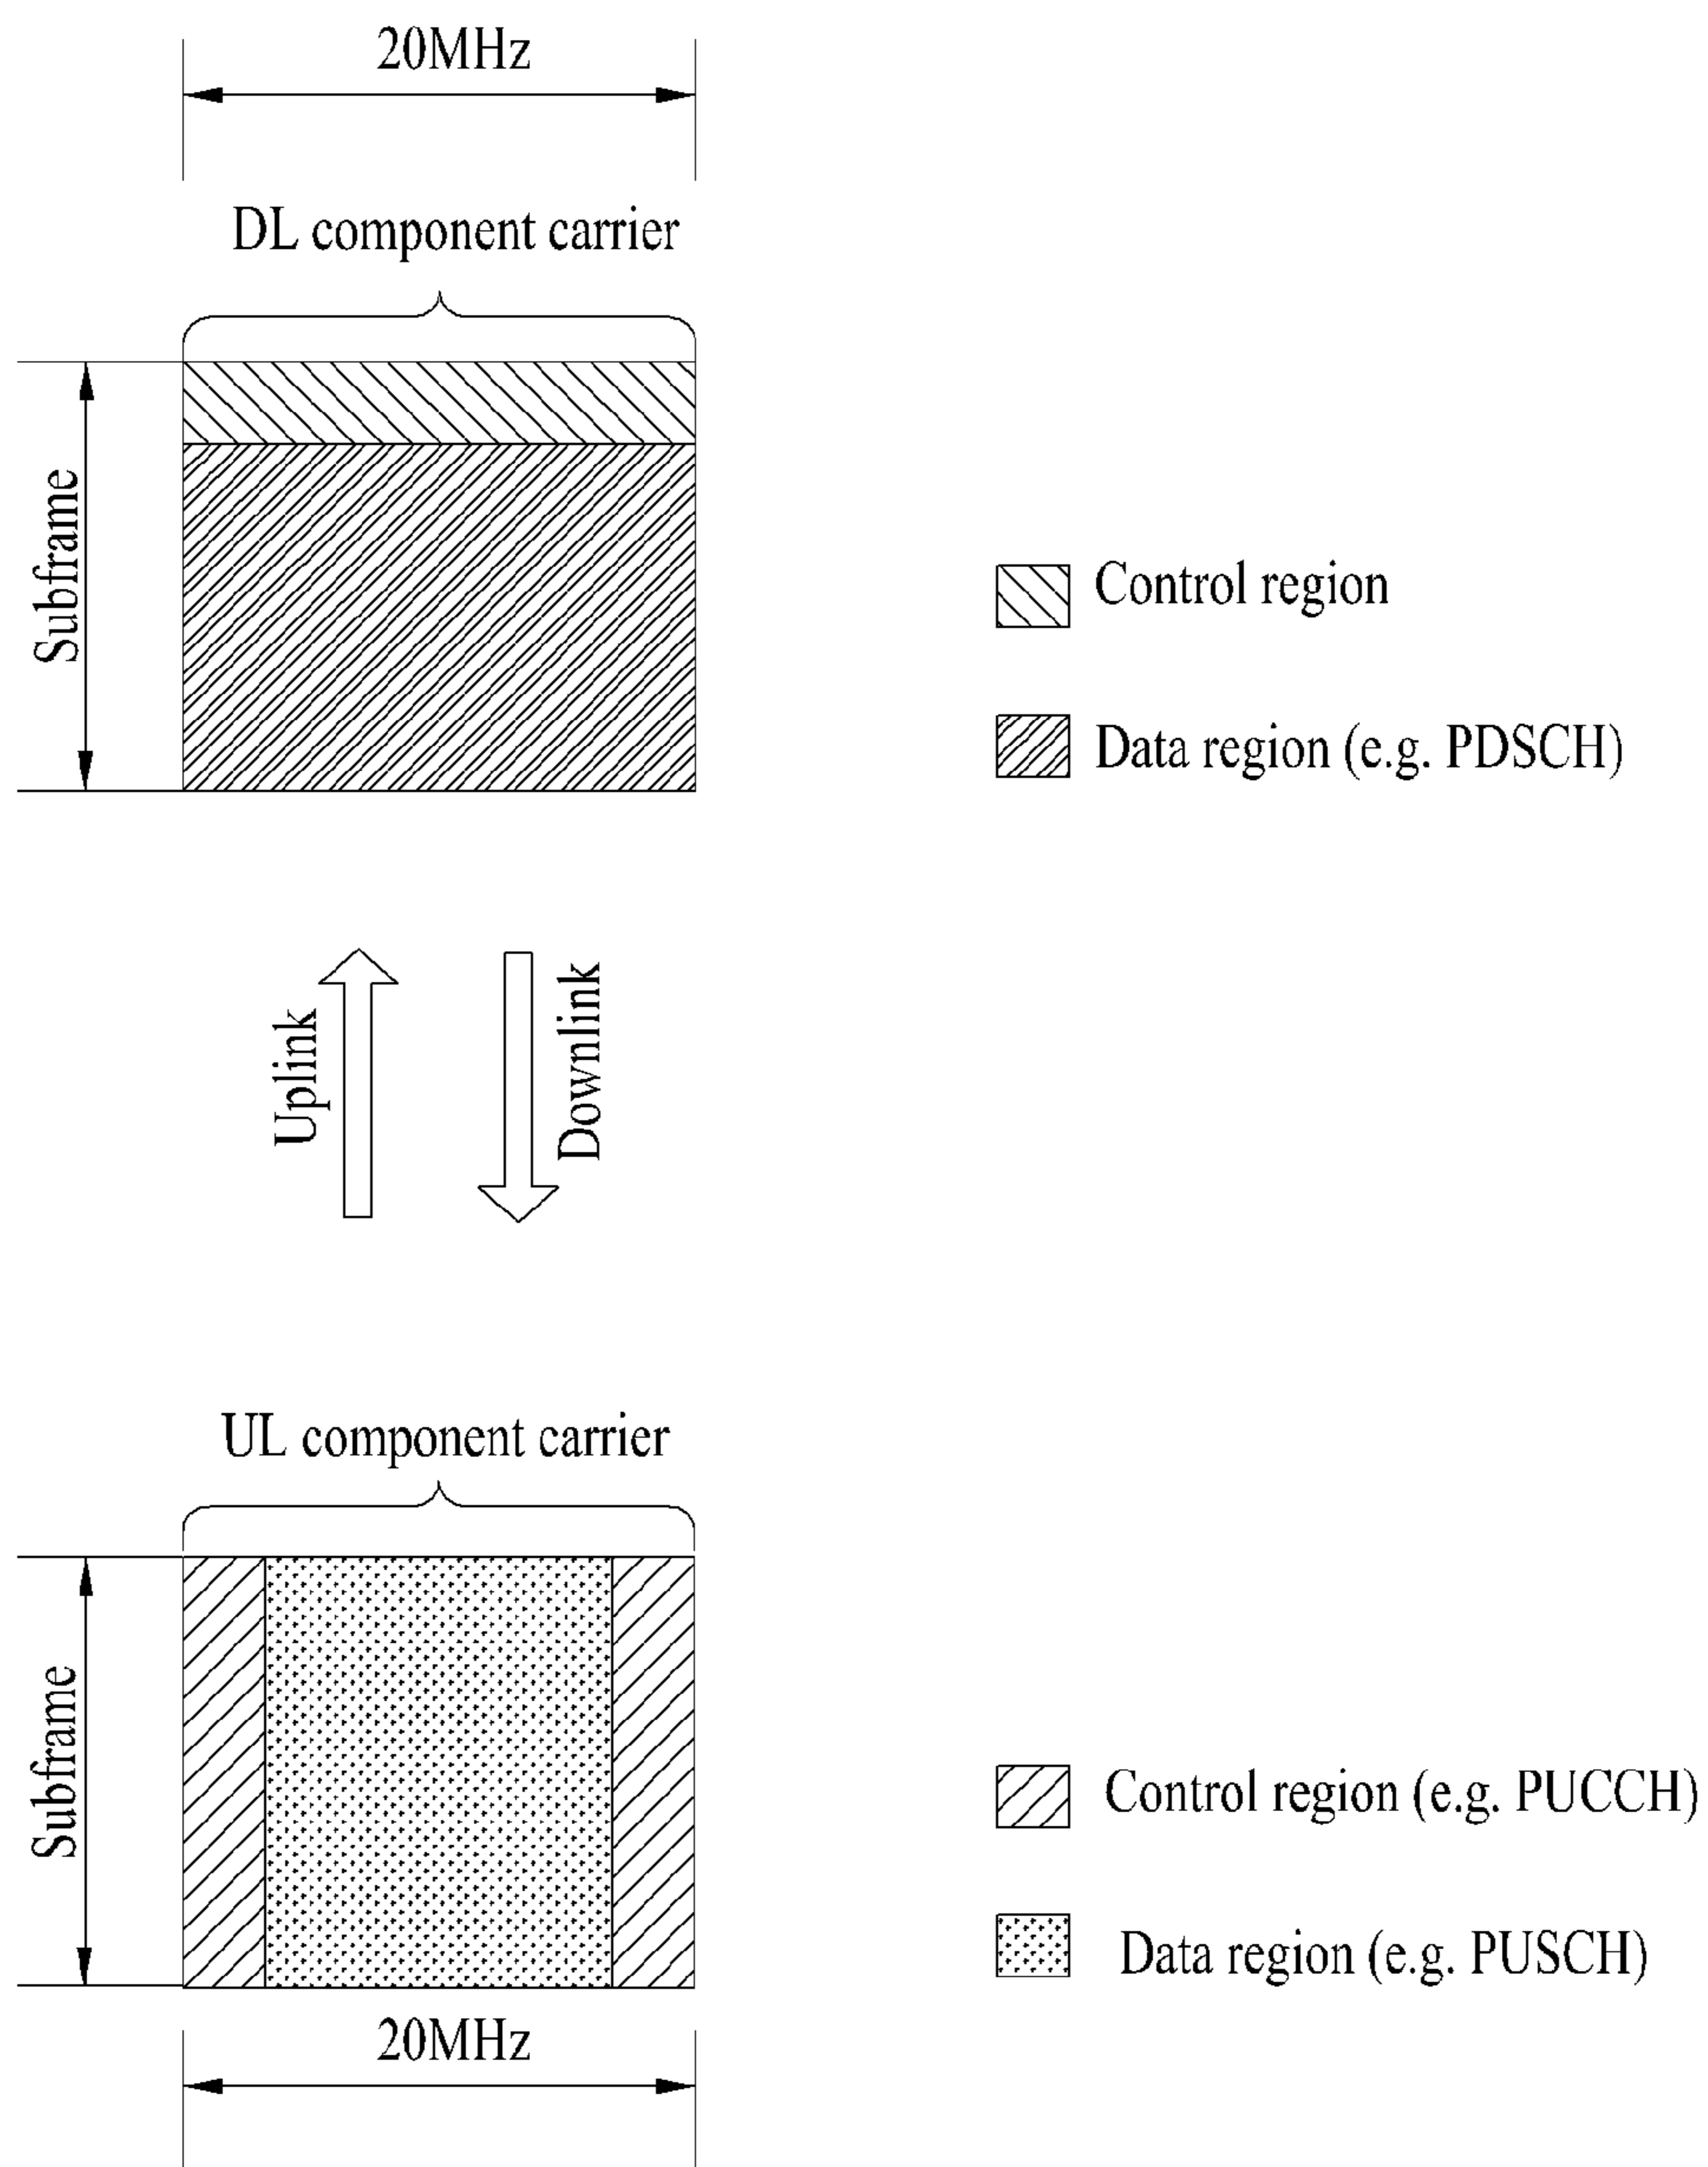 20MHz
DL component carrier
Subframe
Control region
Data region (e.g. PDSCH)
Uplink
Downlink
UL component carrier
Subframe
Control region (e.g. PUCCH)
Data region (e.g. PUSCH)
20MHz